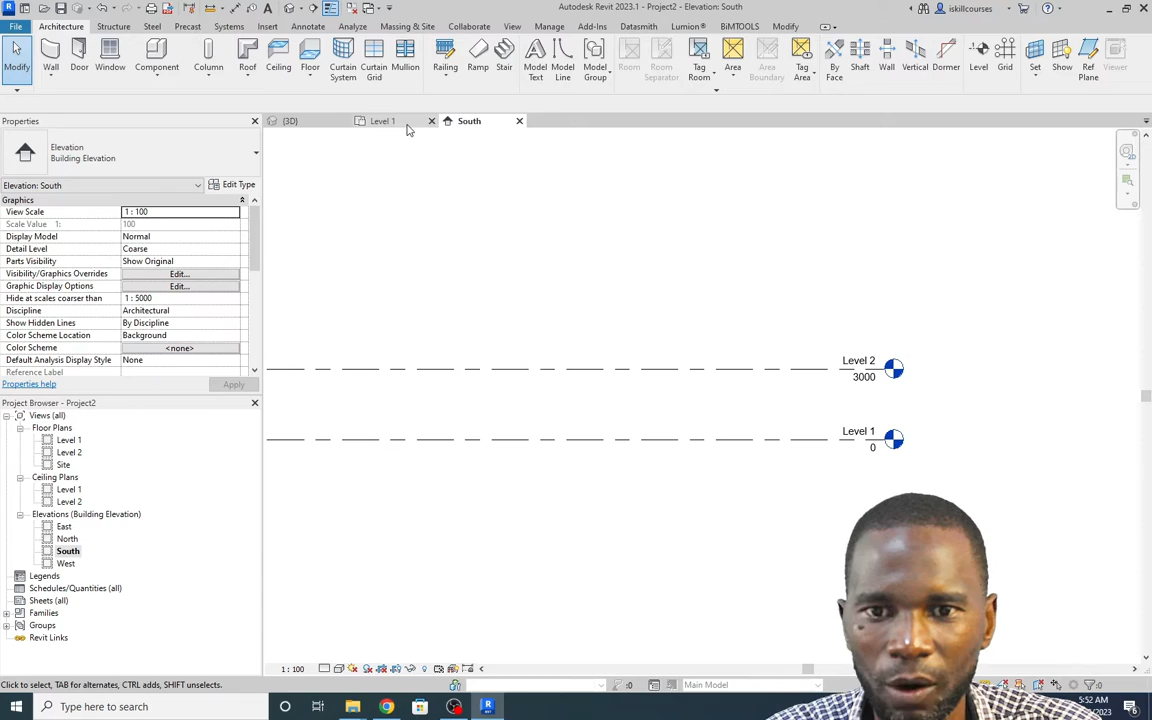 Autodesk Revit 2023.1 - Project2 - Elevation: South
iskillcourses
File Architecture Structure Steel Precast Systems Insert Annotate Analyze Massing & Site Collaborate View Manage Add-Ins Datasmith Lumion® BiMTOOLS Modify
Modify Wall Door Window Component Column Roof Ceiling Floor Curtain System Curtain Grid Mullion Railing Ramp Stair Model Text Model Line Model Group Room Room Separator Tag Room Area Area Boundary Tag Area By Face Shaft Wall Vertical Dormer Level Grid Set Show Ref Plane Viewer
Properties
{3D} Level 1 South
Elevation
Building Elevation
Elevation: South Edit Type
Graphics
View Scale 1 : 100
Scale Value 1: 100
Display Model Normal
Detail Level Coarse
Parts Visibility Show Original
Visibility/Graphics Overrides Edit...
Graphic Display Options Edit...
Hide at scales coarser than 1 : 5000
Discipline Architectural
Show Hidden Lines By Discipline
Color Scheme Location Background
Color Scheme <none>
Default Analysis Display Style None
Reference Label
Properties help Apply
Project Browser - Project2
Views (all)
Floor Plans
Level 1
Level 2
Site
Ceiling Plans
Level 1
Level 2
Elevations (Building Elevation)
East
North
South
West
Legends
Schedules/Quantities (all)
Sheets (all)
Families
Groups
Revit Links
Level 2
3000
Level 1
0
1 : 100
Click to select, TAB for alternates, CTRL adds, SHIFT unselects.
:0 Main Model :0
Type here to search
5:52 AM